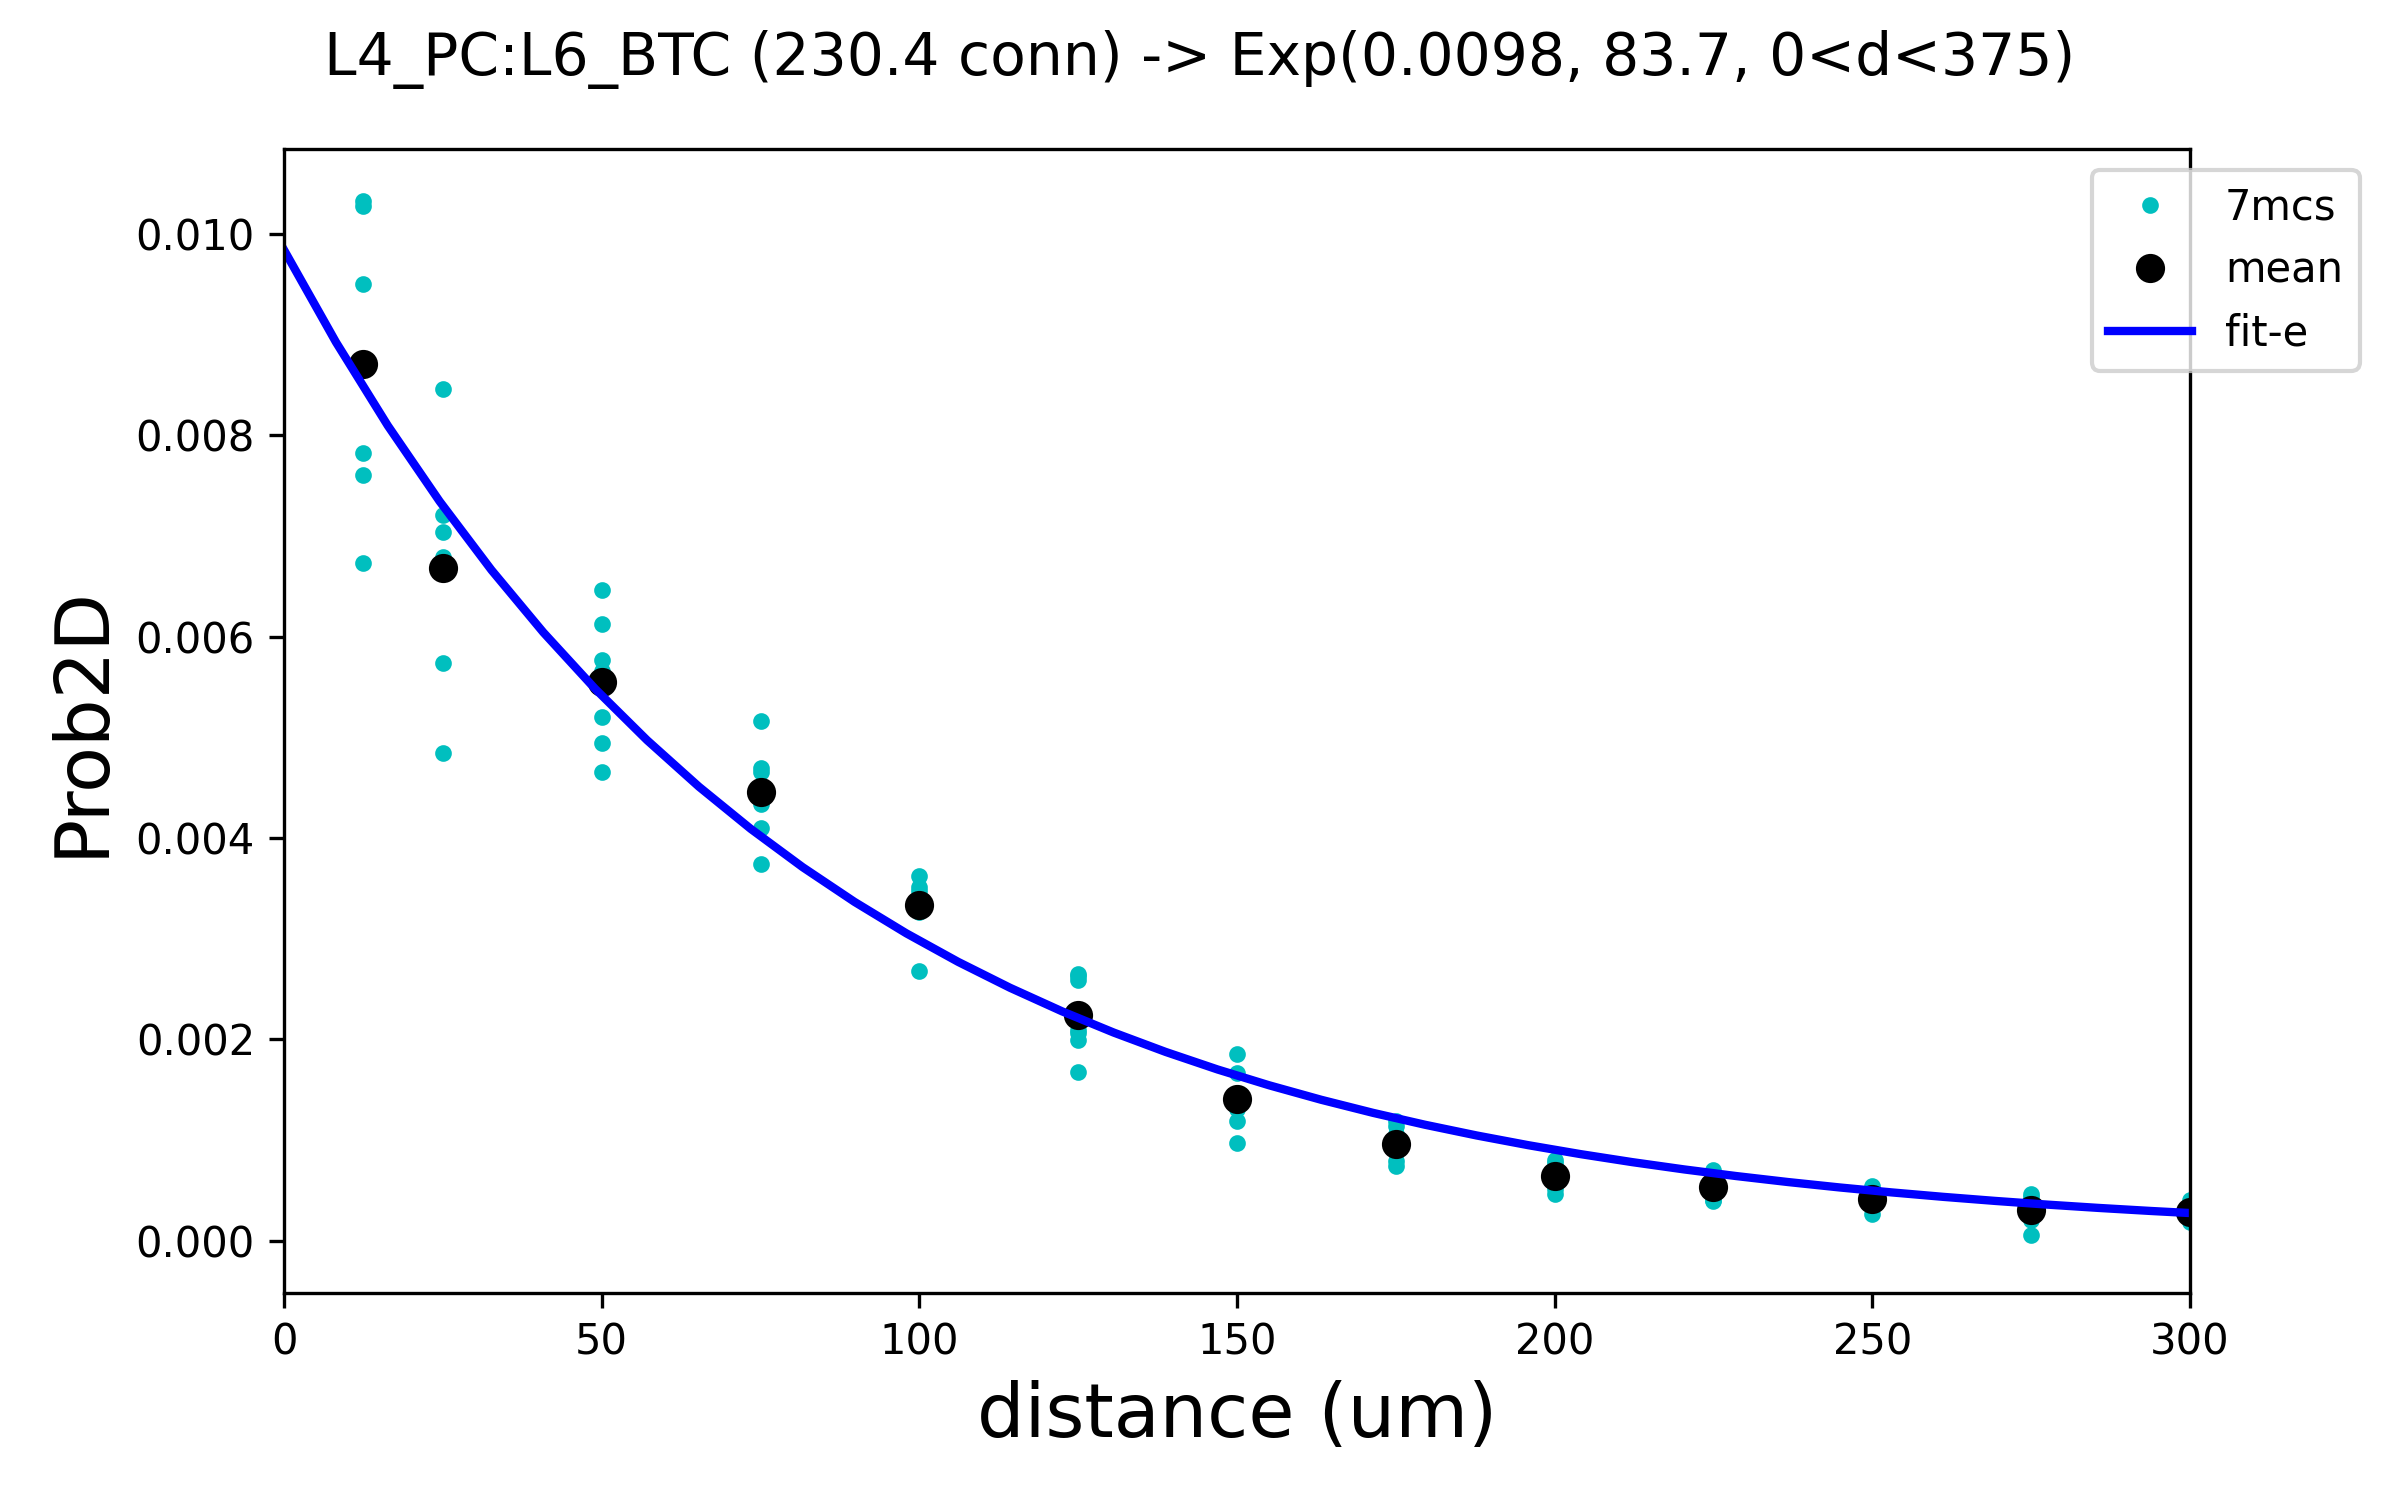 L4_PC:L6_BTC (230.4 conn) -> Exp(0.0098, 83.7, 0<d<375)
7mcs
mean
fit-e
Prob2D
0.010
0.008
0.006
0.004
0.002
0.000
0 50 100 150 200 250 300
distance (um)